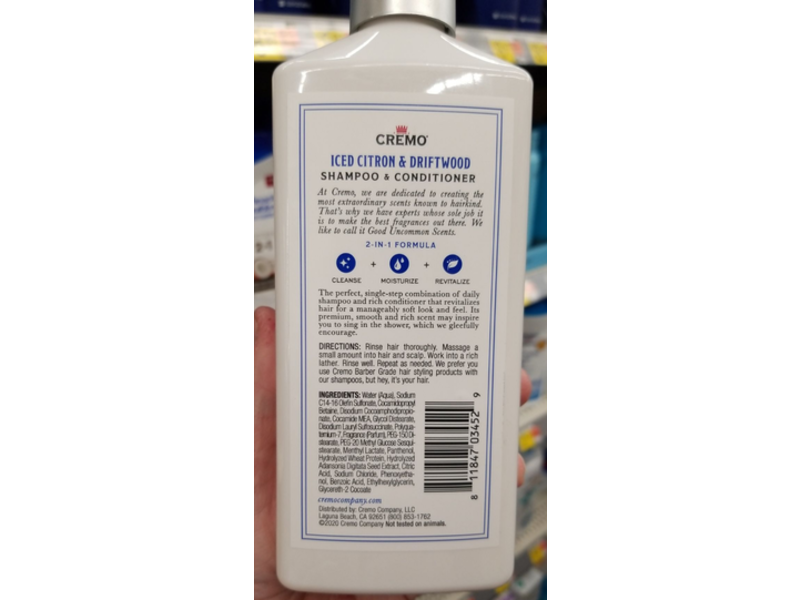 CREMO
ICED CITRON & DRIFTWOOD
SHAMPOO & CONDITIONER
At Cremo, we are dedicated to creating the
most extraordinary scents known to hairkind.
That's why we have experts whose sole job it
is to make the best fragrances out there. We
like to call it Good Uncommon Scents.
2-IN-1 FORMULA
CLEANSE + MOISTURIZE + REVITALIZE
The perfect, single-step combination of daily
shampoo and rich conditioner that revitalizes
hair for a manageably soft look and feel. Its
premium, smooth and rich scent may inspire
you to sing in the shower, which we gleefully
encourage.
DIRECTIONS: Rinse hair thoroughly. Massage a
small amount into hair and scalp. Work into a rich
lather. Rinse well. Repeat as needed. We prefer you
use Cremo Barber Grade hair styling products with
our shampoos, but hey, it's your hair.
INGREDIENTS: Water (Aqua), Sodium
C14-16 Olefin Sulfonate, Cocamidopropyl
Betaine, Disodium Cocoamphodipropio-
nate, Cocamide MEA, Glycol Distearate,
Disodium Lauryl Sulfosuccinate, Polyqua-
ternium-7, Fragrance (Parfum), PEG-150 Di-
stearate, PEG-20 Methyl Glucose Sesqui-
stearate, Menthyl Lactate, Panthenol,
Hydrolyzed Wheat Protein, Hydrolyzed
Adansonia Digitata Seed Extract, Citric
Acid, Sodium Chloride, Phenoxyetha-
nol, Benzoic Acid, Ethylhexylglycerin,
Glycereth-2 Cocoate
8 11847 03452 9
cremocompany.com
Distributed by: Cremo Company, LLC
Laguna Beach, CA 92651 (800) 853-1762
©2020 Cremo Company Not tested on animals.